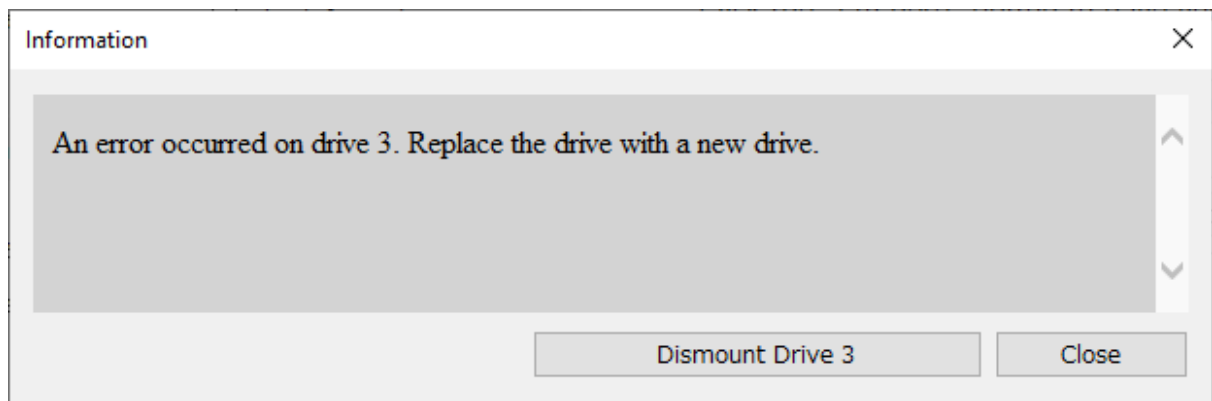 Information
An error occurred on drive 3. Replace the drive with a new drive.
Dismount Drive 3
Close